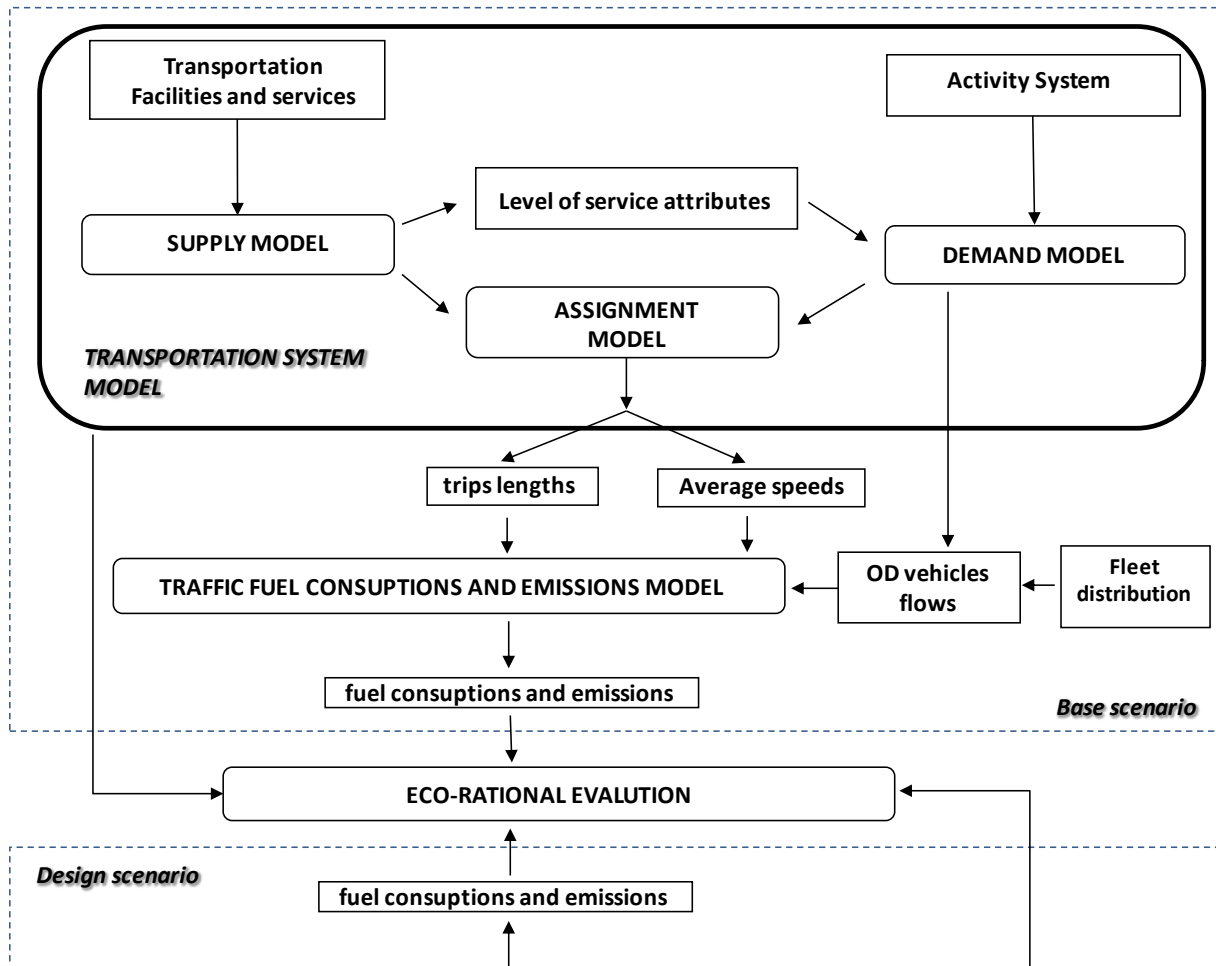 Transportation
Facilities and services
Activity System
Level of service attributes
SUPPLY MODEL
DEMAND MODEL
ASSIGNMENT
MODEL
TRANSPORTATION SYSTEM
MODEL
trips lengths
Average speeds
TRAFFIC FUEL CONSUPTIONS AND EMISSIONS MODEL
OD vehicles
flows
Fleet
distribution
fuel consuptions and emissions
Base scenario
ECO-RATIONAL EVALUTION
Design scenario
fuel consuptions and emissions